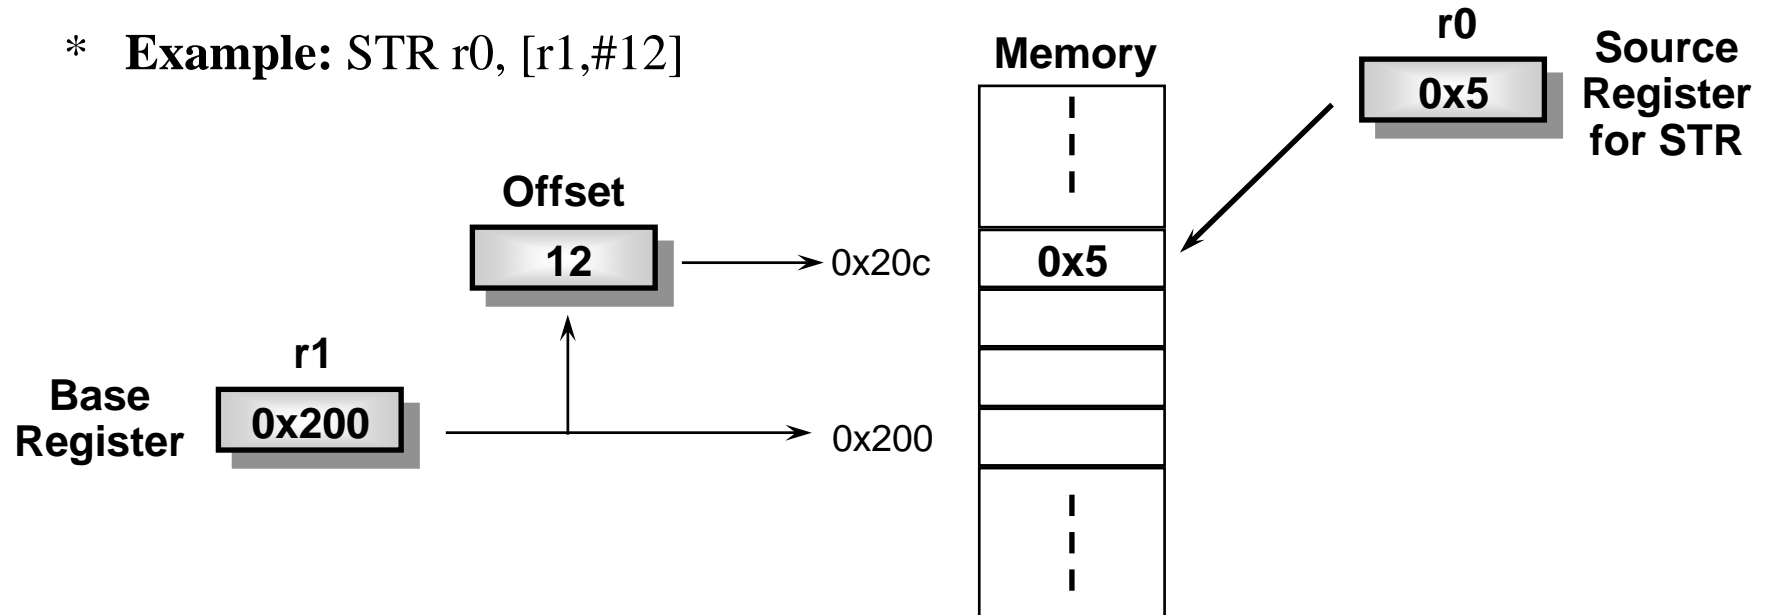 * Example: STR r0, [r1,#12]
Memory
r0
0x5
Source
Register
for STR
Offset
12
0x20c
0x5
r1
Base
Register
0x200
0x200